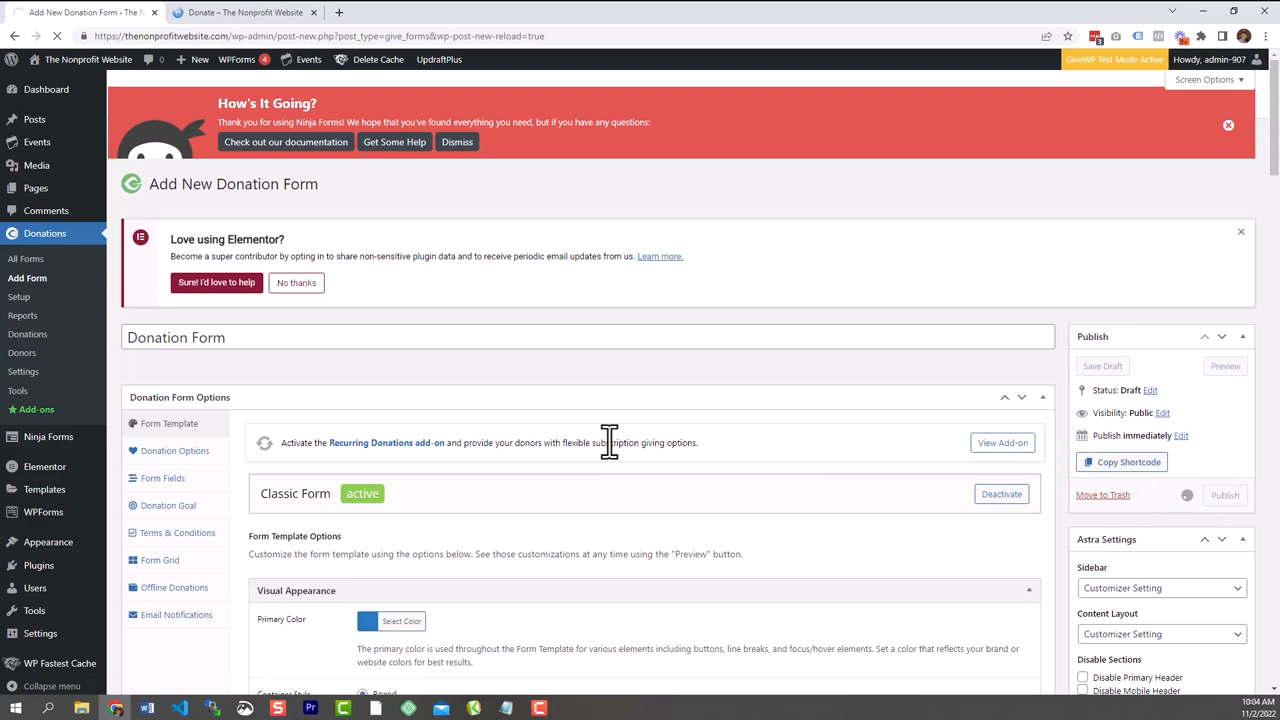 Add New Donation Form ‹ The N
Donate – The Nonprofit Website
https://thenonprofitwebsite.com/wp-admin/post-new.php?post_type=give_forms&wp-post-new-reload=true
The Nonprofit Website
0
New
WPForms 4
Events
Delete Cache
UpdraftPlus
GiveWP Test Mode Active
Howdy, admin-907
Screen Options
Dashboard
Posts
Events
Media
Pages
Comments
Donations
All Forms
Add Form
Setup
Reports
Donations
Donors
Settings
Tools
Add-ons
Ninja Forms
Elementor
Templates
WPForms
Appearance
Plugins
Users
Tools
Settings
WP Fastest Cache
Collapse menu
How's It Going?
Thank you for using Ninja Forms! We hope that you've found everything you need, but if you have any questions:
Check out our documentation
Get Some Help
Dismiss
Add New Donation Form
Love using Elementor?
Become a super contributor by opting in to share non-sensitive plugin data and to receive periodic email updates from us. Learn more.
Sure! I'd love to help
No thanks
Donation Form
Donation Form Options
Form Template
Donation Options
Form Fields
Donation Goal
Terms & Conditions
Form Grid
Offline Donations
Email Notifications
Activate the Recurring Donations add-on and provide your donors with flexible subscription giving options.
View Add-on
Classic Form active
Deactivate
Form Template Options
Customize the form template using the options below. See those customizations at any time using the "Preview" button.
Visual Appearance
Primary Color
Select Color
The primary color is used throughout the Form Template for various elements including buttons, line breaks, and focus/hover elements. Set a color that reflects your brand or
website colors for best results.
Container Style
Boxed
Publish
Save Draft
Preview
Status: Draft Edit
Visibility: Public Edit
Publish immediately Edit
Copy Shortcode
Move to Trash
Publish
Astra Settings
Sidebar
Customizer Setting
Content Layout
Customizer Setting
Disable Sections
Disable Primary Header
Disable Mobile Header
10:04 AM
11/2/2022